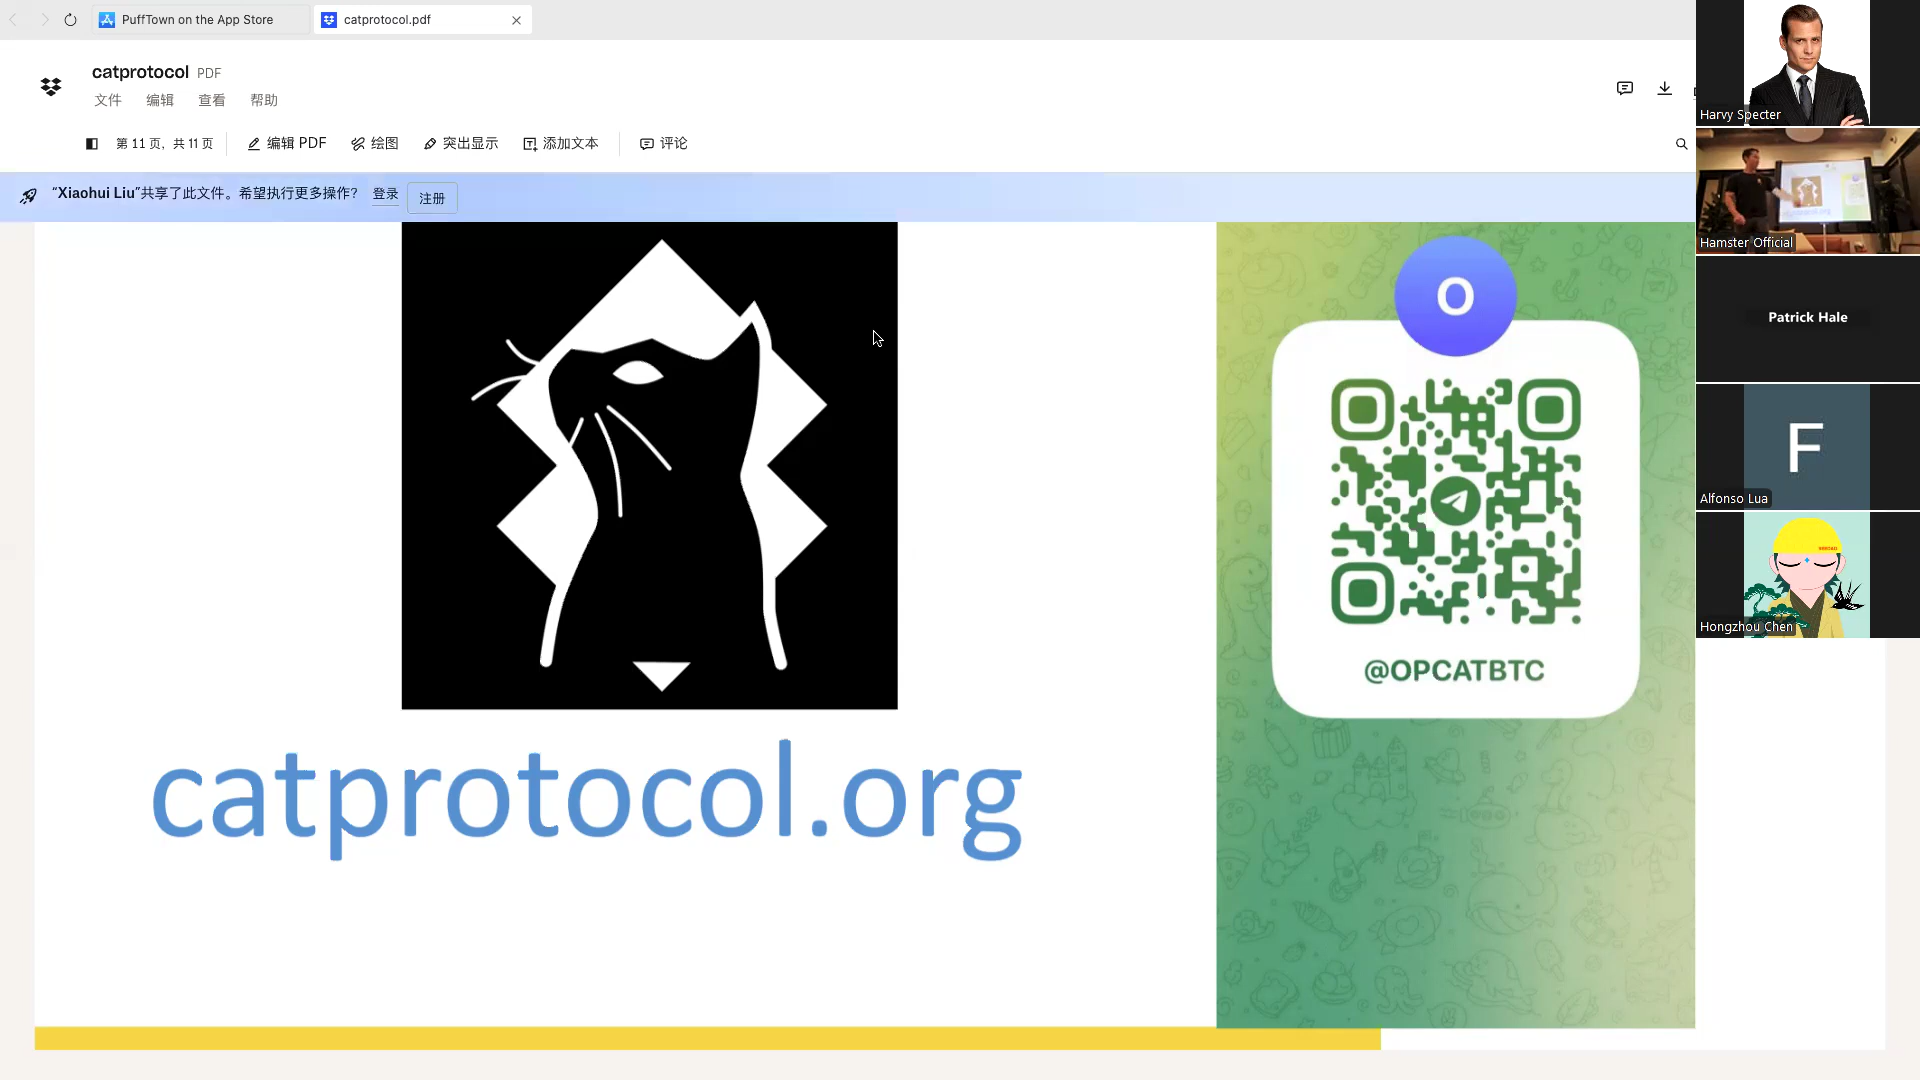 PuffTown on the App Store
catprotocol.pdf
catprotocol PDF
文件 编辑 查看 帮助
第 11 页，共 11 页
编辑 PDF 绘图 突出显示 添加文本 评论
“Xiaohui Liu”共享了此文件。希望执行更多操作? 登录 注册
O
@OPCATBTC
catprotocol.org
Harvy Specter
Hamster Official
Patrick Hale
F
Alfonso Lua
Hongzhou Chen